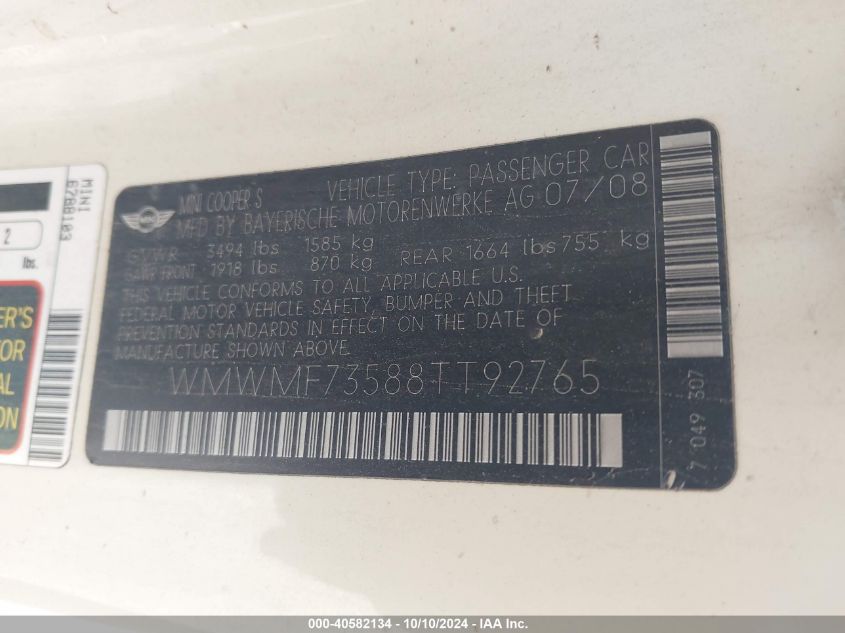 MINI COOPER S VEHICLE TYPE: PASSENGER CAR
MFD BY BAYERISCHE MOTORENWERKE AG 07/08
GVWR 3494 lbs 1585 kg
GAWR FRONT 1918 lbs 870 kg REAR 1664 lbs 755 kg
THIS VEHICLE CONFORMS TO ALL APPLICABLE U.S.
FEDERAL MOTOR VEHICLE SAFETY, BUMPER AND THEFT
PREVENTION STANDARDS IN EFFECT ON THE DATE OF
MANUFACTURE SHOWN ABOVE.
WMWMF73588TT92765
7 049 307
MINI
6788103
2
lbs.
ER'S
TOR
AL
ON
000-40582134 - 10/10/2024 - IAA Inc.